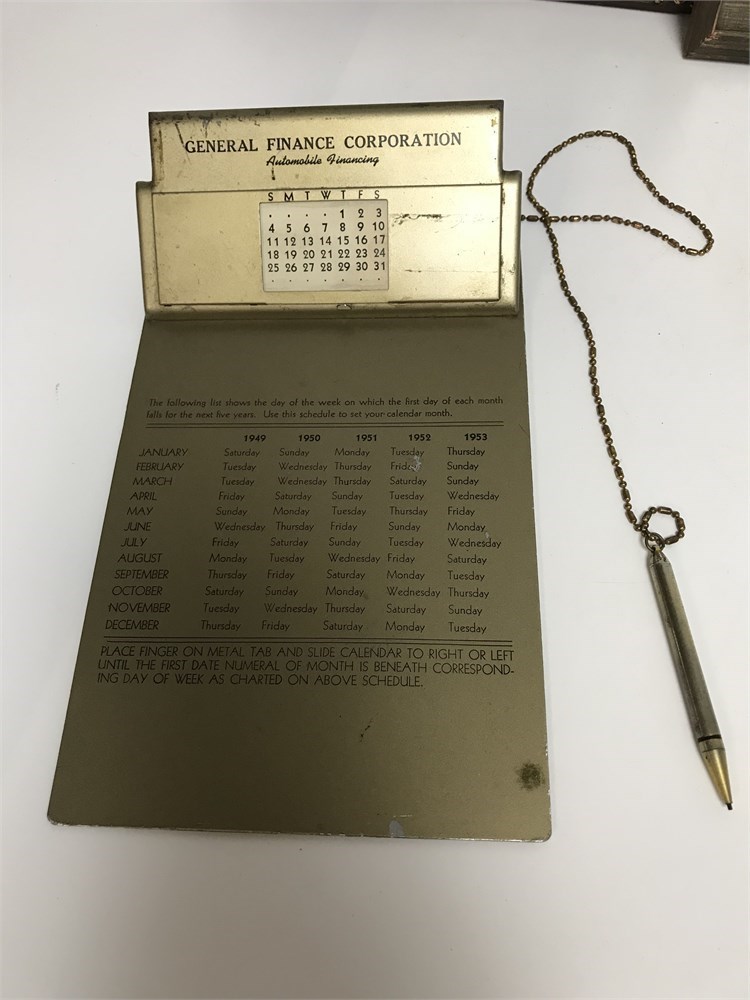 GENERAL FINANCE CORPORATION
Automobile Financing
S M T W T F S
. . . . 1 2 3
4 5 6 7 8 9 10
11 12 13 14 15 16 17
18 19 20 21 22 23 24
25 26 27 28 29 30 31
. . . . . . .
The following list shows the day of the week on which the first day of each month
falls for the next five years. Use this schedule to set your calendar month.
1949 1950 1951 1952 1953
JANUARY Saturday Sunday Monday Tuesday Thursday
FEBRUARY Tuesday Wednesday Thursday Friday Sunday
MARCH Tuesday Wednesday Thursday Saturday Sunday
APRIL Friday Saturday Sunday Tuesday Wednesday
MAY Sunday Monday Tuesday Thursday Friday
JUNE Wednesday Thursday Friday Sunday Monday
JULY Friday Saturday Sunday Tuesday Wednesday
AUGUST Monday Tuesday Wednesday Friday Saturday
SEPTEMBER Thursday Friday Saturday Monday Tuesday
OCTOBER Saturday Sunday Monday Wednesday Thursday
NOVEMBER Tuesday Wednesday Thursday Saturday Sunday
DECEMBER Thursday Friday Saturday Monday Tuesday
PLACE FINGER ON METAL TAB AND SLIDE CALENDAR TO RIGHT OR LEFT
UNTIL THE FIRST DATE NUMERAL OF MONTH IS BENEATH CORRESPOND-
ING DAY OF WEEK AS CHARTED ON ABOVE SCHEDULE.